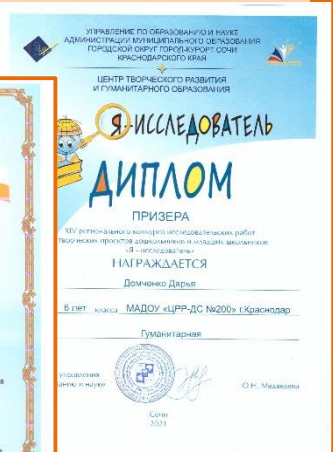 УПРАВЛЕНИЕ ПО ОБРАЗОВАНИЮ И НАУКЕ
АДМИНИСТРАЦИИ МУНИЦИПАЛЬНОГО ОБРАЗОВАНИЯ
ГОРОДСКОЙ ОКРУГ ГОРОД-КУРОРТ СОЧИ
КРАСНОДАРСКОГО КРАЯ
ЦЕНТР ТВОРЧЕСКОГО РАЗВИТИЯ
И ГУМАНИТАРНОГО ОБРАЗОВАНИЯ
Я-ИССЛЕДОВАТЕЛЬ
ДИПЛОМ
ПРИЗЕРА
XIV регионального конкурса исследовательских работ
творческих проектов дошкольников и младших школьников
«Я - исследователь»
НАГРАЖДАЕТСЯ
Домченко Дарья
6 лет класса МАДОУ «ЦРР-ДС №200» г.Краснодар
Гуманитарная
управления
О.Н. Медведева
Сочи
2021